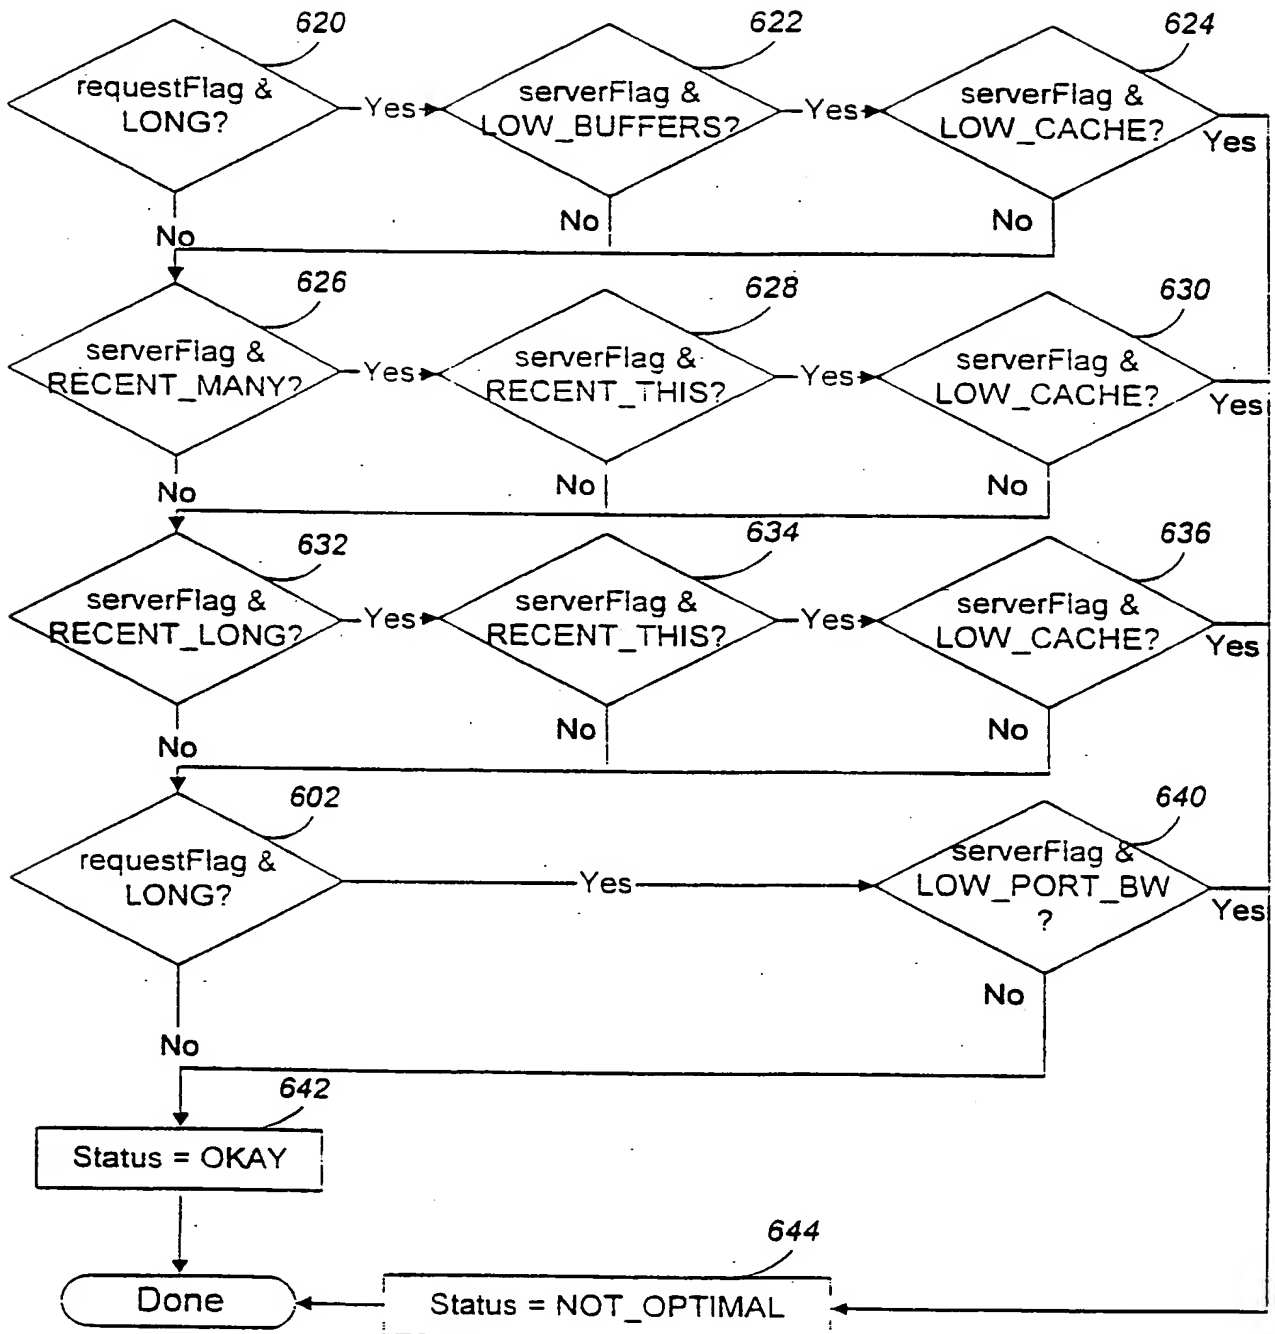 620
requestFlag &
LONG?
Yes
622
serverFlag &
LOW_BUFFERS?
Yes
624
serverFlag &
LOW_CACHE?
Yes
No
No
No
626
serverFlag &
RECENT_MANY?
Yes
628
serverFlag &
RECENT_THIS?
Yes
630
serverFlag &
LOW_CACHE?
Yes
No
No
No
632
serverFlag &
RECENT_LONG?
Yes
634
serverFlag &
RECENT_THIS?
Yes
636
serverFlag &
LOW_CACHE?
Yes
No
No
No
602
requestFlag &
LONG?
Yes
640
serverFlag &
LOW_PORT_BW
?
Yes
No
No
642
Status = OKAY
644
Done
Status = NOT_OPTIMAL